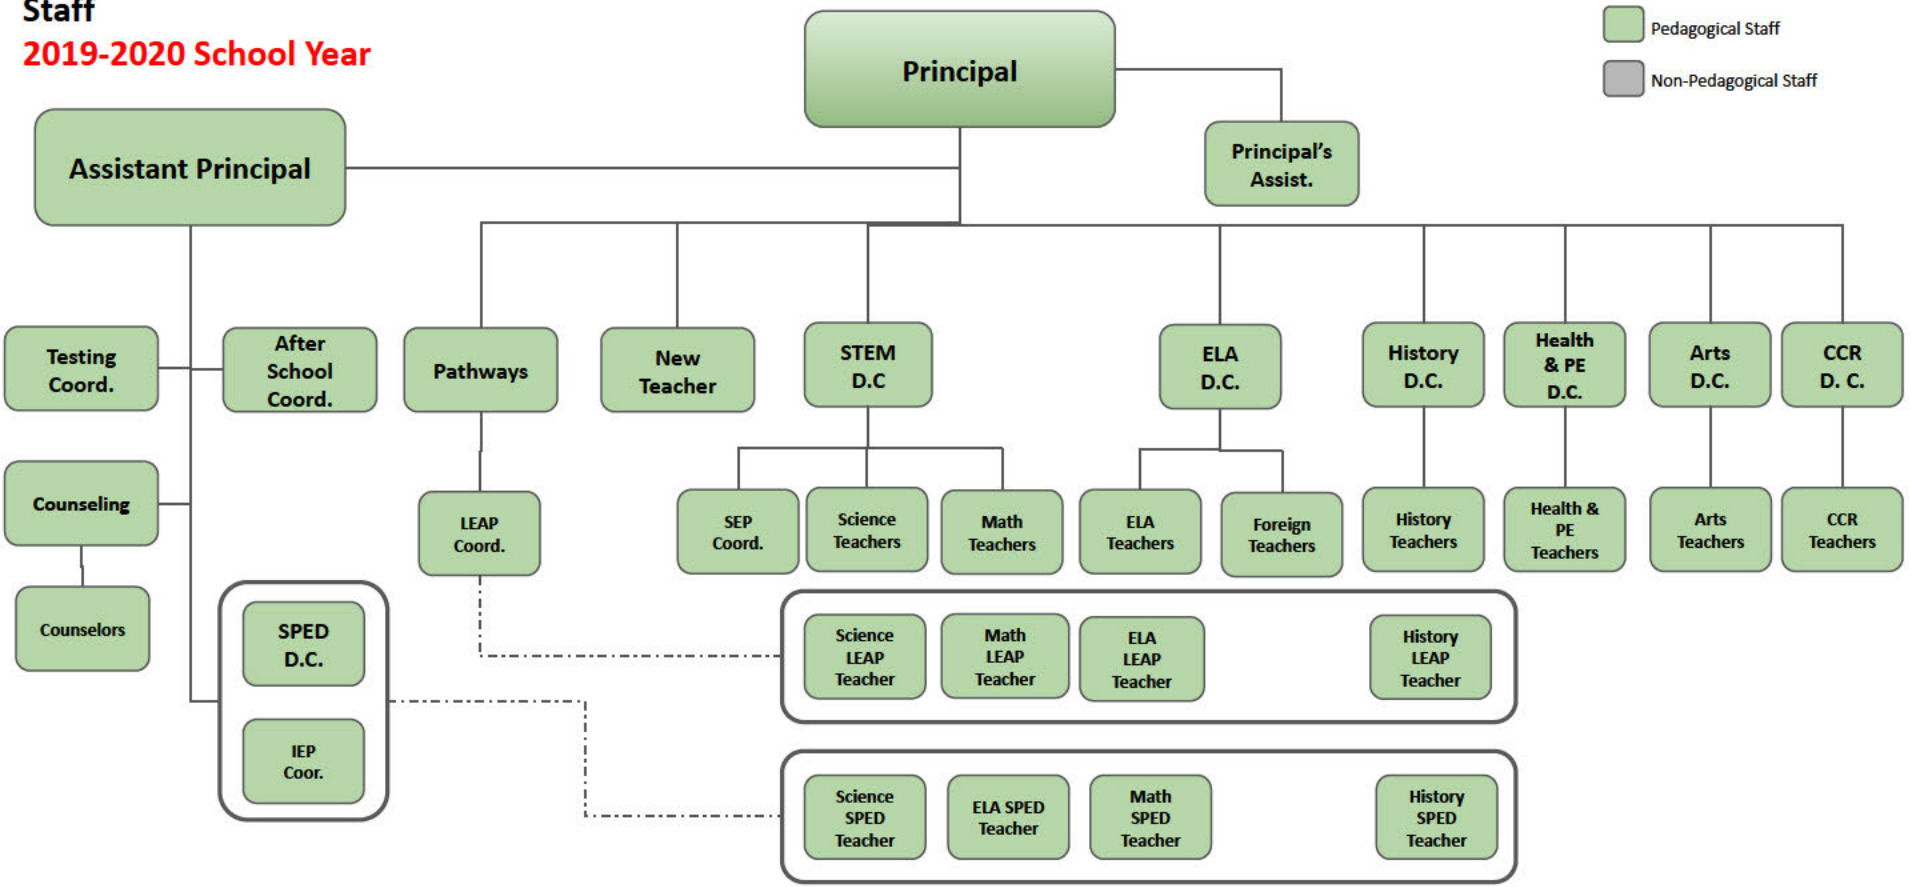 Staff
2019-2020 School Year
Principal
Pedagogical Staff
Non-Pedagogical Staff
Assistant Principal
Principal's
Assist.
Testing
Coord.
After
School
Coord.
Pathways
New
Teacher
STEM
D.C
ELA
D.C.
History
D.C.
Health
& PE
D.C.
Arts
D.C.
CCR
D. C.
Counseling
LEAP
Coord.
SEP
Coord.
Science
Teachers
Math
Teachers
ELA
Teachers
Foreign
Teachers
History
Teachers
Health &
PE
Teachers
Arts
Teachers
CCR
Teachers
Counselors
SPED
D.C.
IEP
Coor.
Science
LEAP
Teacher
Math
LEAP
Teacher
ELA
LEAP
Teacher
History
LEAP
Teacher
Science
SPED
Teacher
ELA SPED
Teacher
Math
SPED
Teacher
History
SPED
Teacher